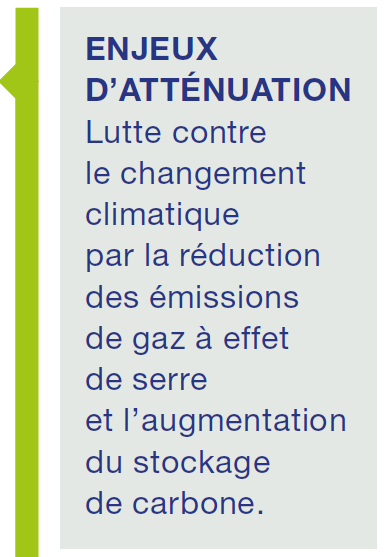 ENJEUX
D’ATTÉNUATION
Lutte contre
le changement
climatique
par la réduction
des émissions
de gaz à effet
de serre
et l’augmentation
du stockage
de carbone.